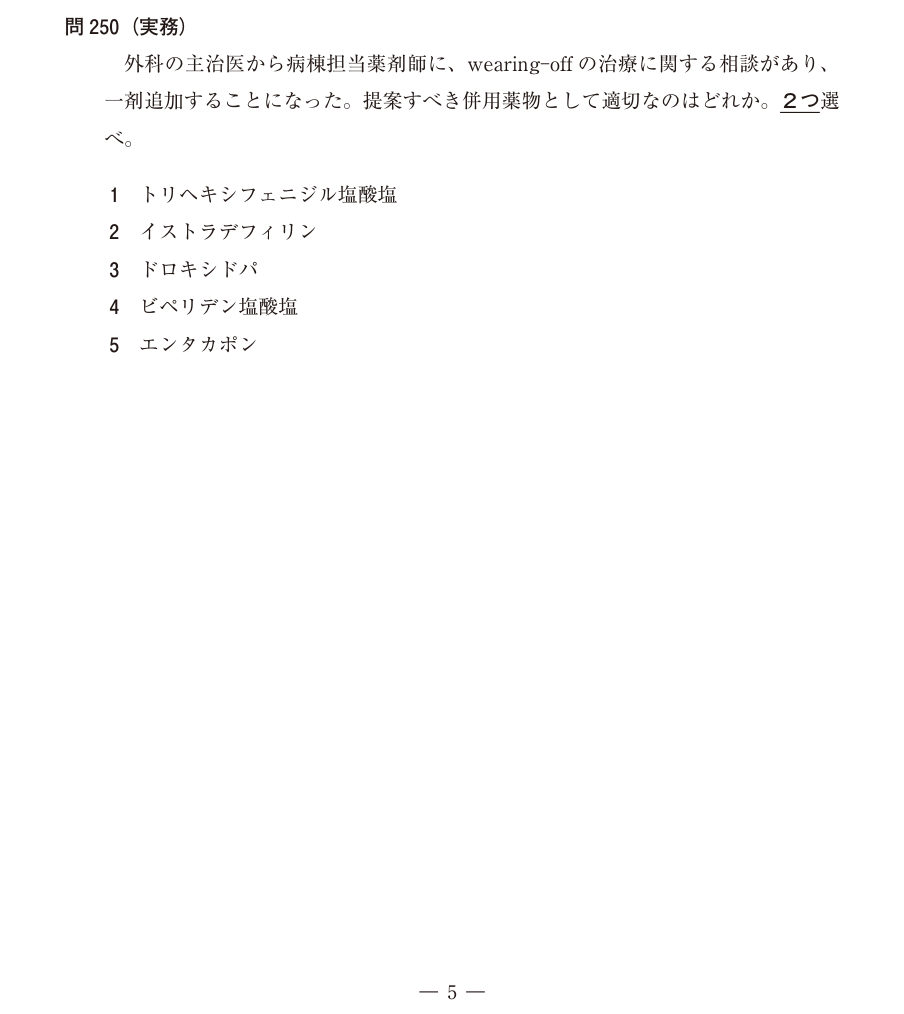 問 250（実務）
外科の主治医から病棟担当薬剤師に、wearing-off の治療に関する相談があり、
一剤追加することになった。提案すべき併用薬物として適切なのはどれか。２つ選
べ。
1 トリヘキシフェニジル塩酸塩
2 イストラデフィリン
3 ドロキシドパ
4 ビペリデン塩酸塩
5 エンタカポン
― 5 ―